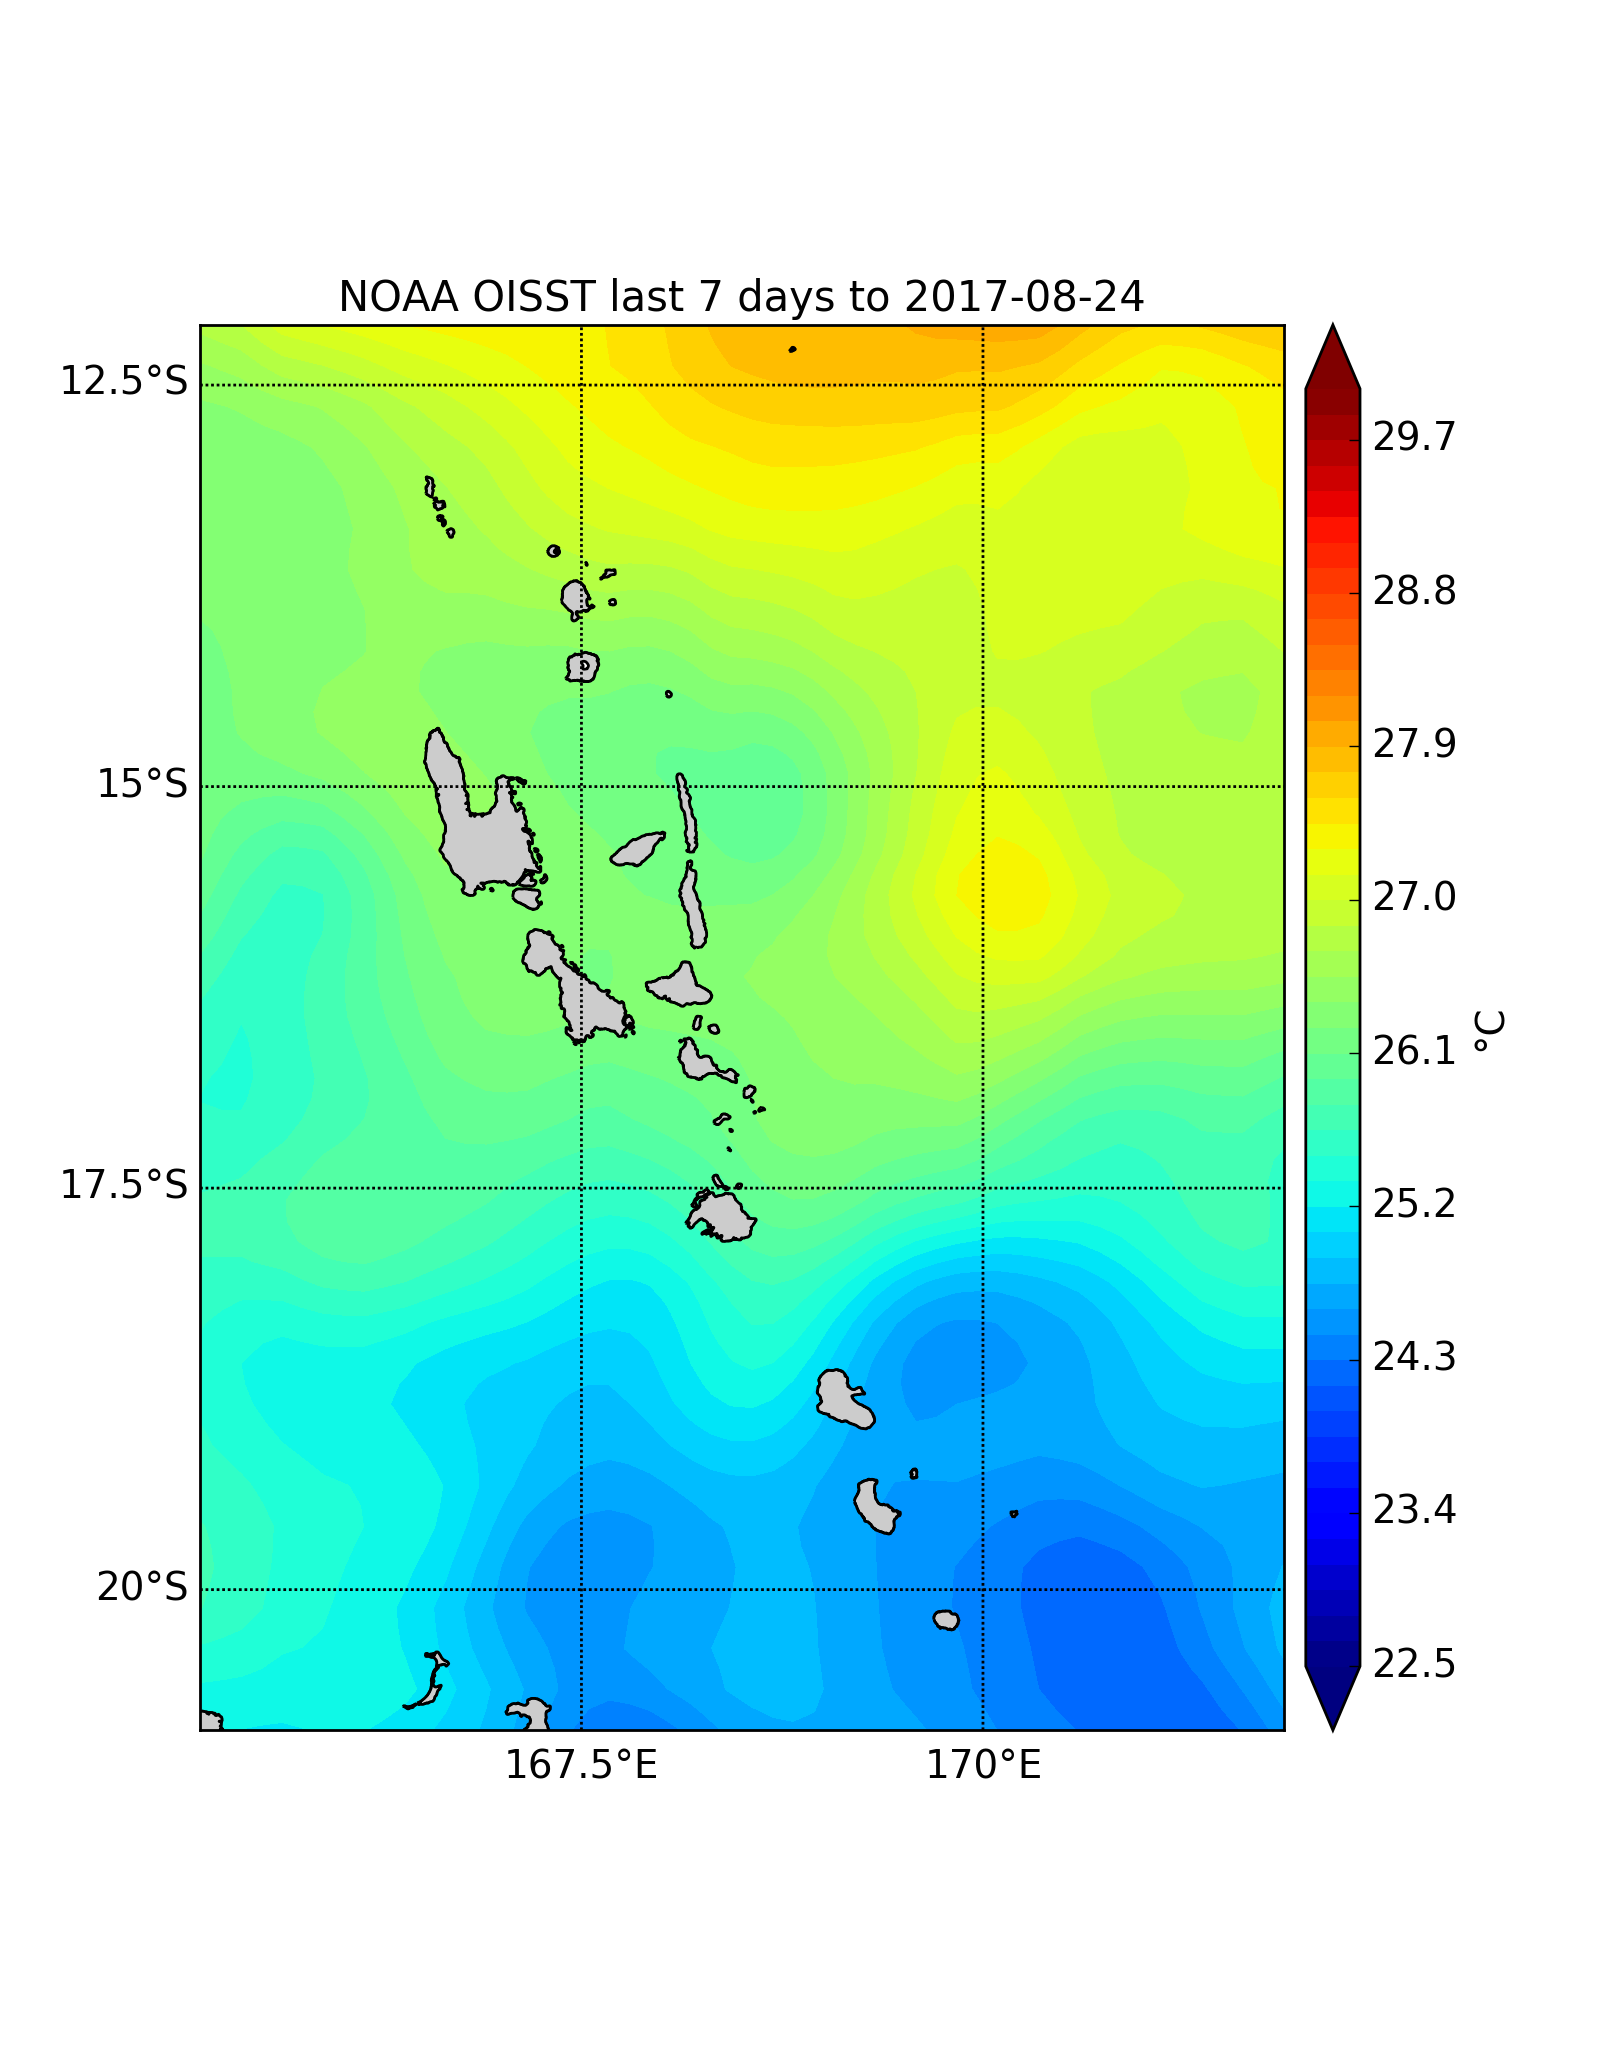 NOAA OISST last 7 days to 2017-08-24
12.5°S
15°S
17.5°S
20°S
167.5°E
170°E
29.7
28.8
27.9
27.0
26.1
25.2
24.3
23.4
22.5
°C